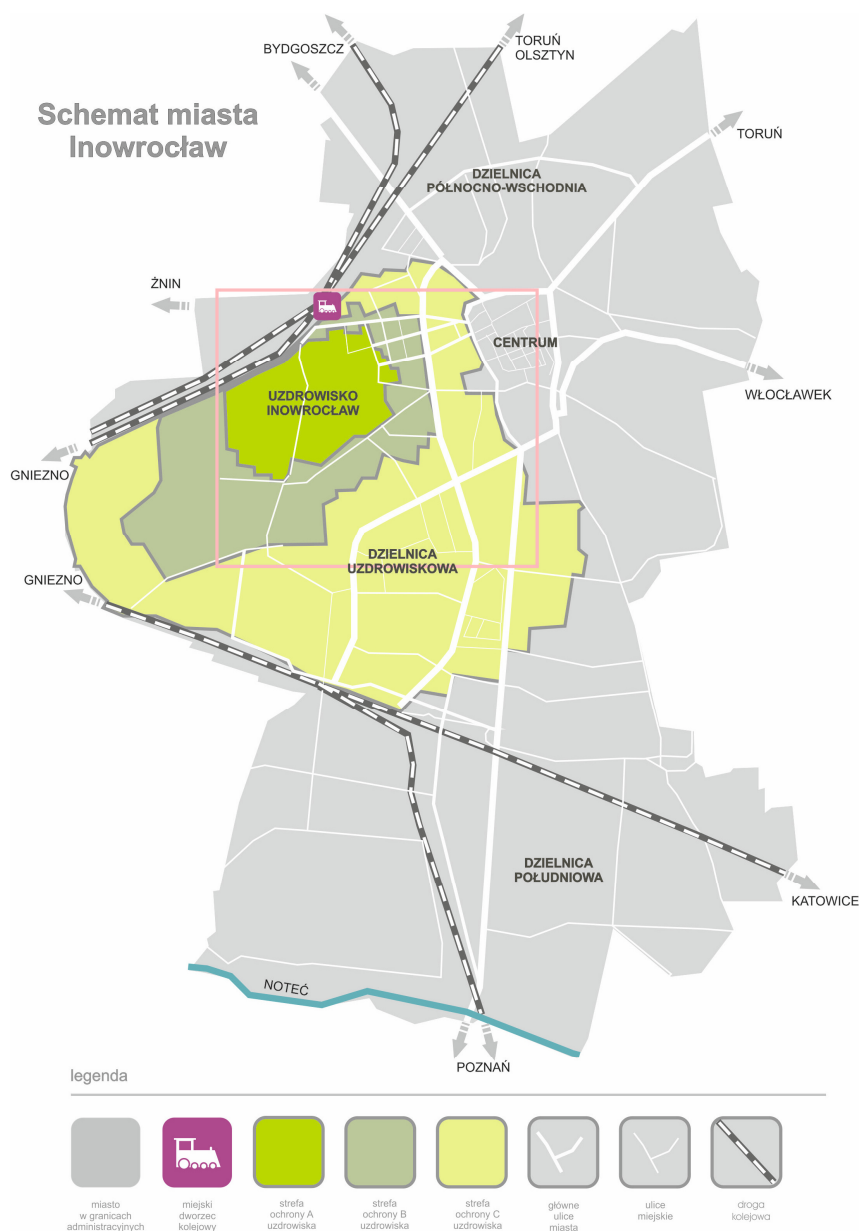 BYDGOSZCZ
TORUŃ
OLSZTYN
Schemat miasta
Inowrocław
TORUŃ
DZIELNICA
PÓŁNOCNO-WSCHODNIA
ŻNIN
CENTRUM
WŁOCŁAWEK
UZDROWISKO
INOWROCŁAW
GNIEZNO
DZIELNICA
UZDROWISKOWA
GNIEZNO
DZIELNICA
POŁUDNIOWA
KATOWICE
NOTEĆ
POZNAŃ
legenda
miasto
w granicach
administracyjnych
miejski
dworzec
kolejowy
strefa
ochrony A
uzdrowiska
strefa
ochrony B
uzdrowiska
strefa
ochrony C
uzdrowiska
główne
ulice
miasta
ulice
miejskie
droga
kolejowa